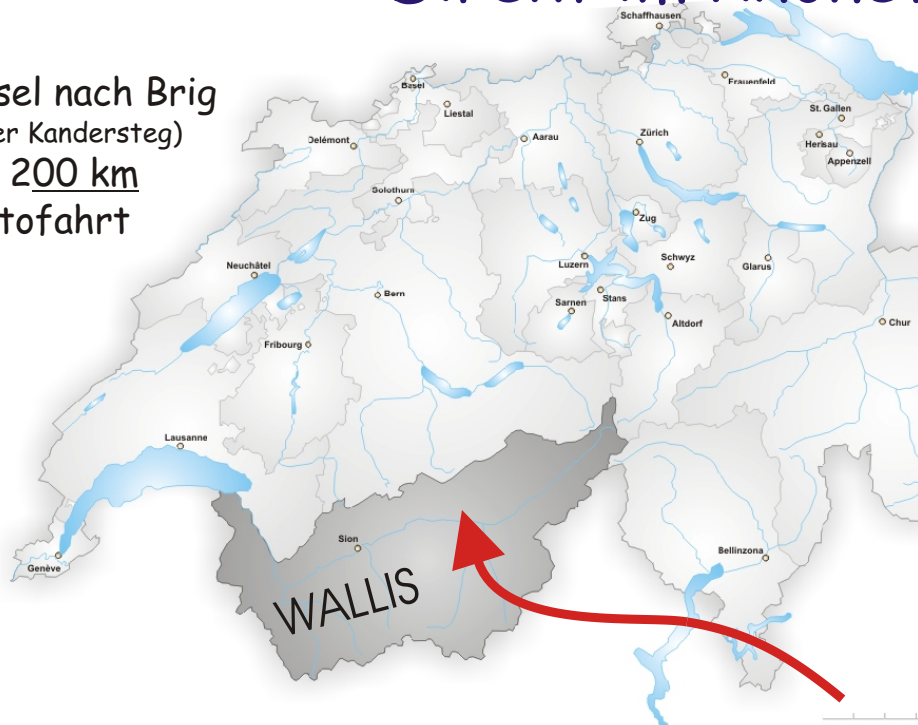 Schaffhausen
Basel
Frauenfeld
sel nach Brig
Liestal
St. Gallen
er Kandersteg)
Delémont
Aarau
Zürich
Herisau
Appenzell
200 km
Solothurn
tofahrt
Zug
Neuchâtel
Luzern
Schwyz
Glarus
Bern
Sarnen
Stans
Altdorf
Chur
Fribourg
Lausanne
Sion
Bellinzona
Genève
WALLIS